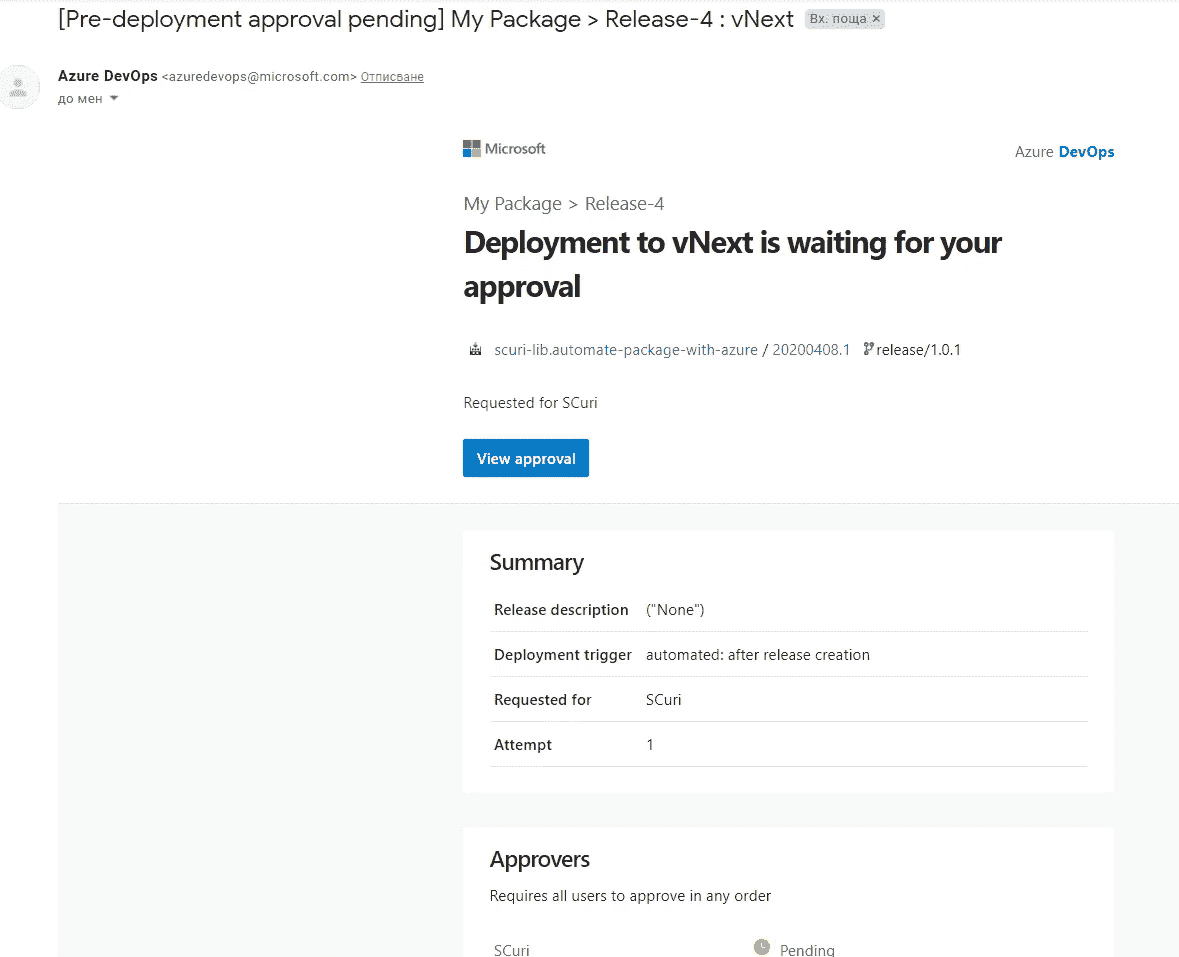 [Pre-deployment approval pending] My Package > Release-4 : vNext Вх. поща ×
Azure DevOps <azuredevops@microsoft.com> Отписване
до мен
Microsoft
Azure DevOps
My Package > Release-4
Deployment to vNext is waiting for your
approval
scuri-lib.automate-package-with-azure / 20200408.1 release/1.0.1
Requested for SCuri
View approval
Summary
Release description ("None")
Deployment trigger automated: after release creation
Requested for SCuri
Attempt 1
Approvers
Requires all users to approve in any order
SCuri Pending